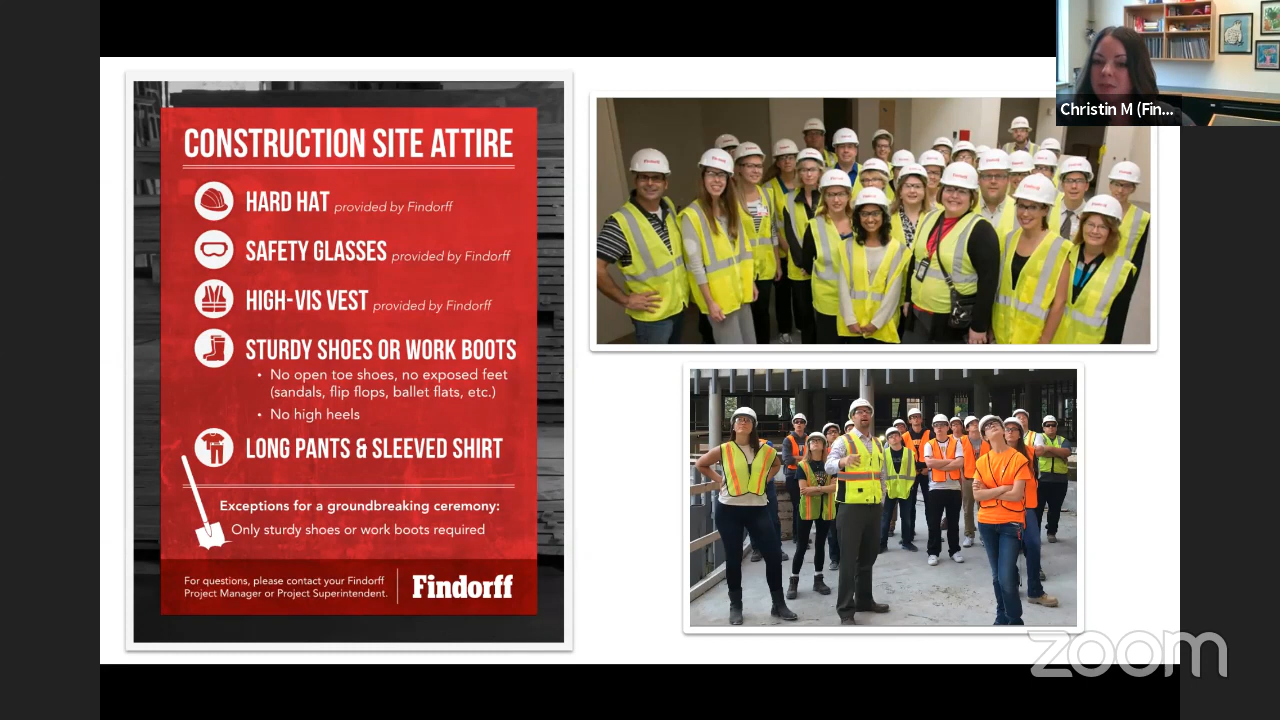 CONSTRUCTION SITE ATTIRE
HARD HAT provided by Findorff
SAFETY GLASSES provided by Findorff
HIGH-VIS VEST provided by Findorff
STURDY SHOES OR WORK BOOTS
• No open toe shoes, no exposed feet
(sandals, flip flops, ballet flats, etc.)
• No high heels
LONG PANTS & SLEEVED SHIRT
Exceptions for a groundbreaking ceremony:
Only sturdy shoes or work boots required
For questions, please contact your Findorff
Project Manager or Project Superintendent.
Findorff
Christin M (Fin...
zoom